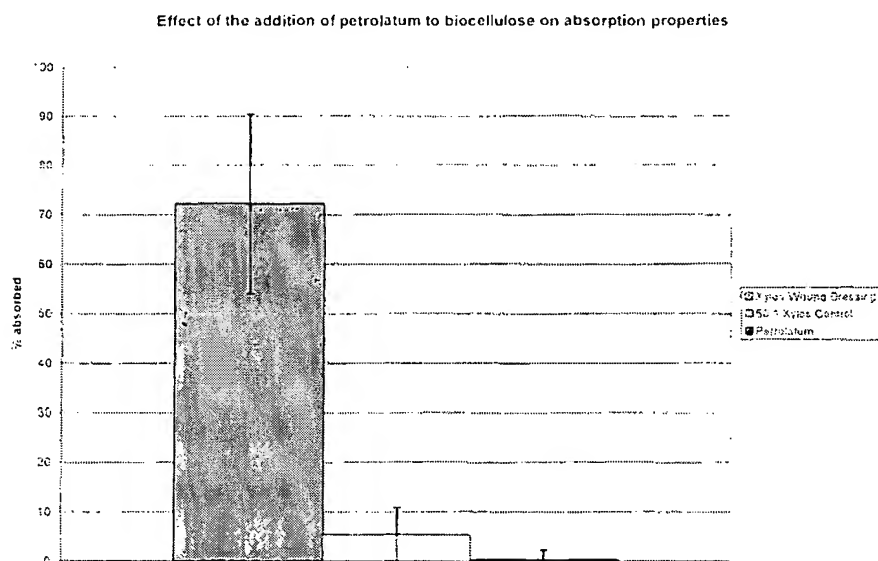 Effect of the addition of petrolatum to biocellulose on absorption properties
100
90
80
70
60
50
40
30
20
10
0
% absorbed
Wound Dressing
Xylos Control
Petrolatum